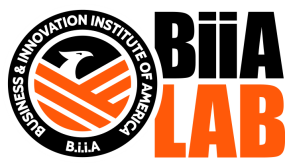 BUSINESS & INNOVATION INSTITUTE OF AMERICA
B.i.i.A
BiiA
LAB